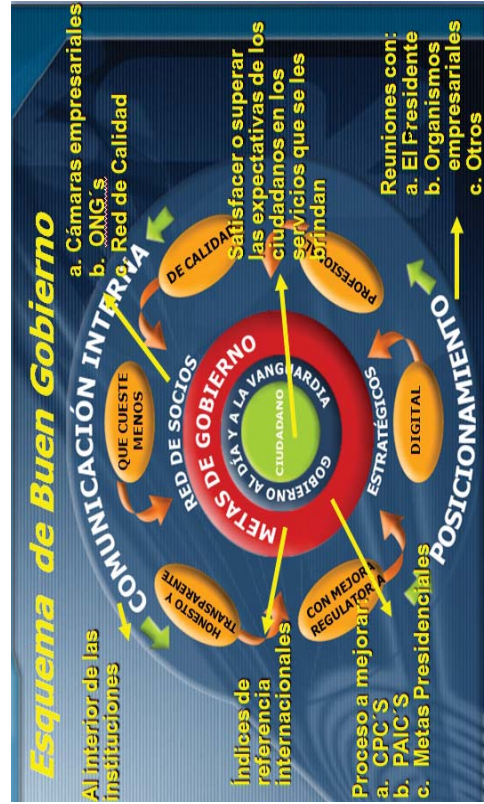 Esquema de Buen Gobierno
Al interior de las
instituciones
COMUNICACIÓN INTERNA
a. Cámaras empresariales
b. ONG´s
c. Red de Calidad
QUE CUESTE
MENOS
DE CALIDAD
HONESTO Y
TRANSPARENTE
RED DE SOCIOS
METAS DE GOBIERNO
GOBIERNO AL DÍA Y A LA VANGUARDIA
CIUDADANO
Satisfacer o superar
las expectativas de los
ciudadanos en los
servicios que se les
brindan
Índices de
referencia
internacionales
CON MEJORA
REGULATORIA
ESTRATÉGICOS
DIGITAL
POSICIONAMIENTO
Proceso a mejorar:
a. CPC´S
b. PAIC´S
c. Metas Presidenciales
Reuniones con:
a. El Presidente
b. Organismos
empresariales
c. Otros